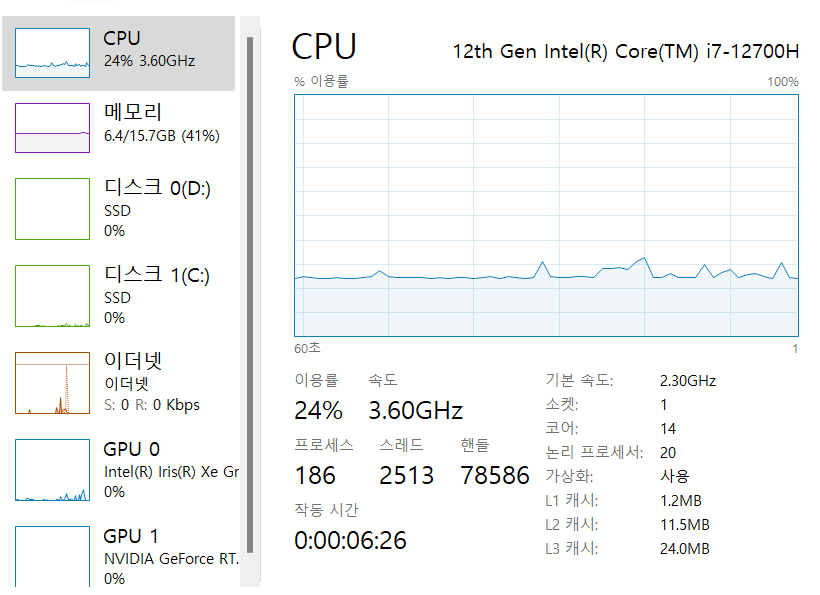 CPU
24% 3.60GHz
메모리
6.4/15.7GB (41%)
디스크 0(D:)
SSD
0%
디스크 1(C:)
SSD
0%
이더넷
이더넷
S: 0 R: 0 Kbps
GPU 0
Intel(R) Iris(R) Xe Gr
0%
GPU 1
NVIDIA GeForce RT.
0%
CPU
12th Gen Intel(R) Core(TM) i7-12700H
% 이용률
100%
60초
1
이용률 속도
24% 3.60GHz
프로세스 스레드 핸들
186 2513 78586
작동 시간
0:00:06:26
기본 속도: 2.30GHz
소켓: 1
코어: 14
논리 프로세서: 20
가상화: 사용
L1 캐시: 1.2MB
L2 캐시: 11.5MB
L3 캐시: 24.0MB